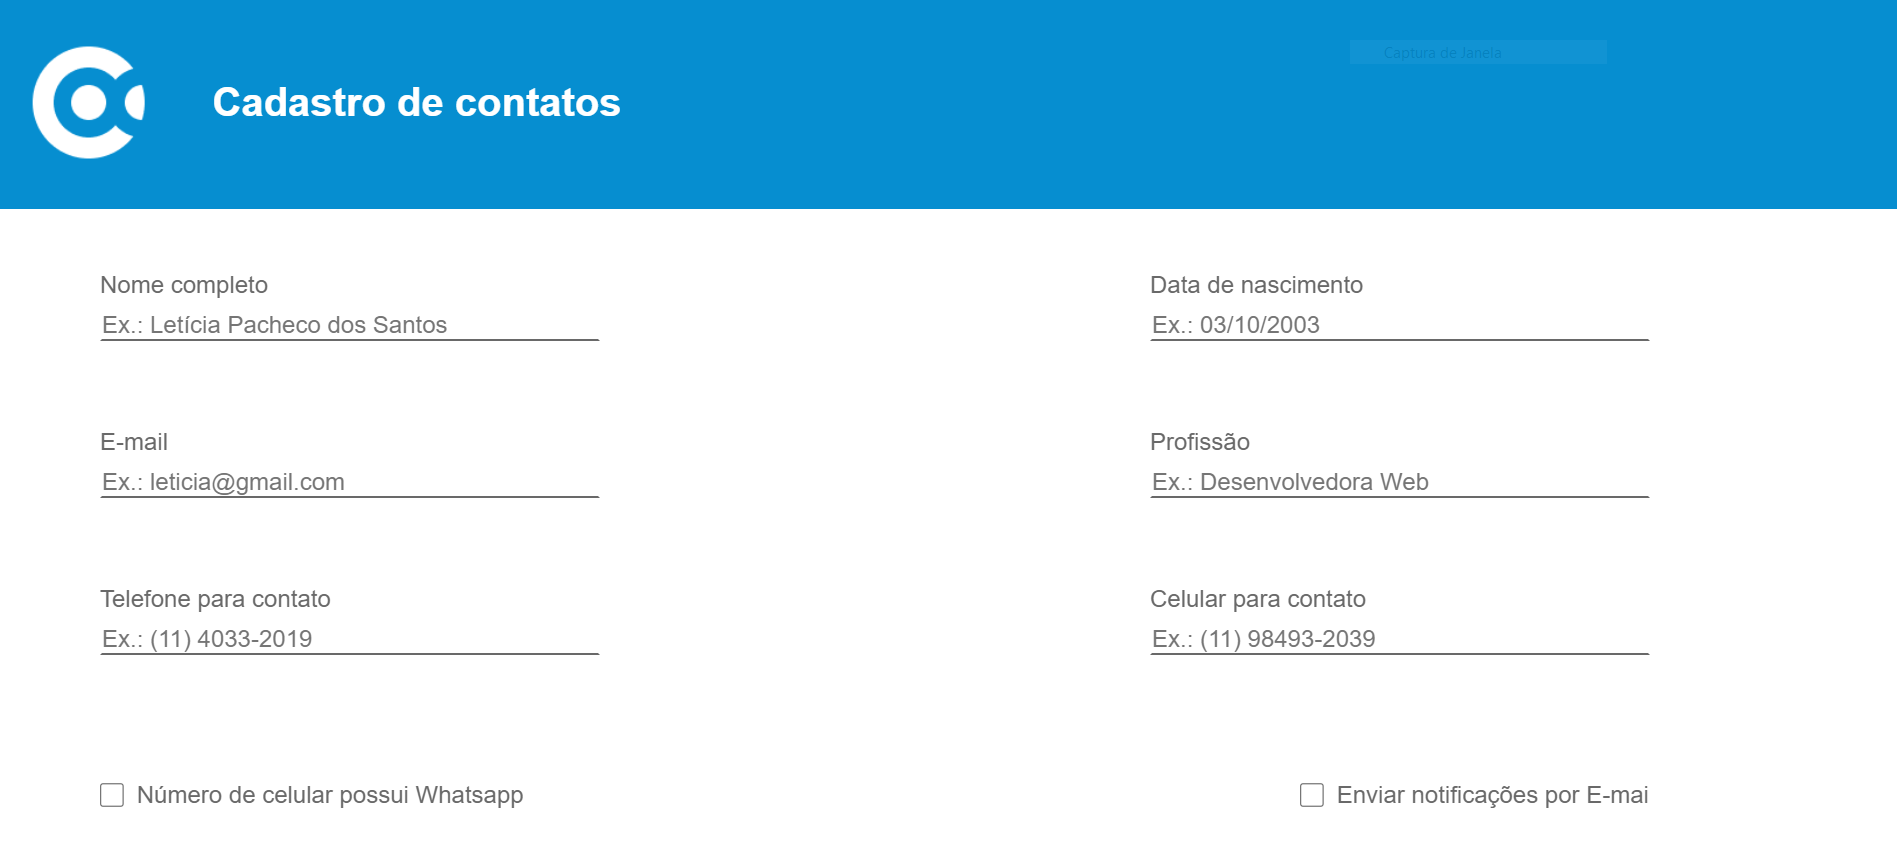 Captura de Janela
Cadastro de contatos
Nome completo
Ex.: Letícia Pacheco dos Santos
Data de nascimento
Ex.: 03/10/2003
E-mail
Ex.: leticia@gmail.com
Profissão
Ex.: Desenvolvedora Web
Telefone para contato
Ex.: (11) 4033-2019
Celular para contato
Ex.: (11) 98493-2039
Número de celular possui Whatsapp
Enviar notificações por E-mai